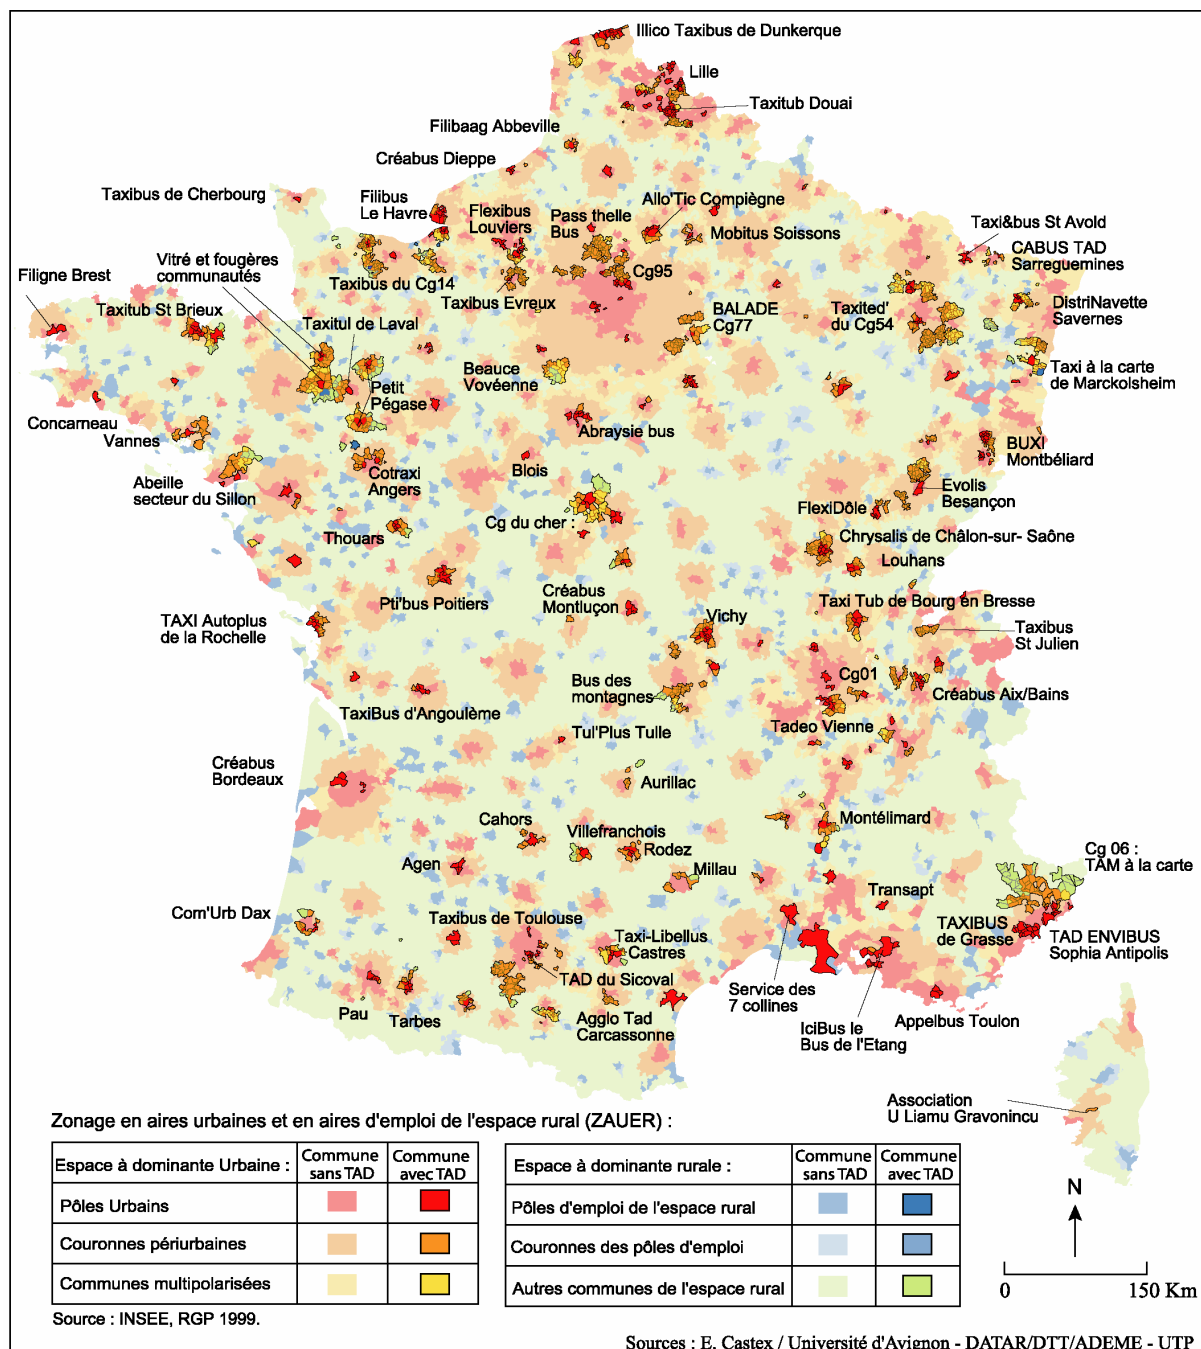 Illico Taxibus de Dunkerque
Lille
Taxitub Douai
Filibaag Abbeville
Créabus Dieppe
Taxibus de Cherbourg
Filibus
Le Havre
Flexibus
Louviers
Pass thelle
Bus
Allo'Tic Compiègne
Mobitus Soissons
Taxi&bus St Avold
CABUS TAD
Sarreguemines
Vitré et fougères
communautés
Filigne Brest
Taxitub St Brieux
Taxibus du Cg14
Taxibus Evreux
Cg95
Taxitul de Laval
BALADE
Cg77
Taxited'
du Cg54
DistriNavette
Savernes
Beauce
Vovéenne
Petit
Pégase
Taxi à la carte
de Marckolsheim
Concarneau
Vannes
Abraysie bus
BUXI
Montbéliard
Abeille
secteur du Sillon
Cotraxi
Angers
Blois
Evolis
Besançon
FlexiDôle
Cg du cher :
Thouars
Chrysalis de Châlon-sur- Saône
Louhans
Pti'bus Poitiers
Créabus
Montluçon
Taxi Tub de Bourg en Bresse
TAXI Autoplus
de la Rochelle
Vichy
Taxibus
St Julien
Cg01
Bus des
montagnes
Créabus Aix/Bains
TaxiBus d'Angoulème
Tadeo Vienne
Tul'Plus Tulle
Créabus
Bordeaux
Aurillac
Cahors
Villefranchois
Rodez
Montélimard
Agen
Millau
Cg 06 :
TAM à la carte
Transapt
Com'Urb Dax
Taxibus de Toulouse
Taxi-Libellus
Castres
TAXIBUS
de Grasse
TAD ENVIBUS
Sophia Antipolis
TAD du Sicoval
Service des
7 collines
Pau
Tarbes
Agglo Tad
Carcassonne
IciBus le
Bus de l'Etang
Appelbus Toulon
Association
U Liamu Gravonincu
Zonage en aires urbaines et en aires d'emploi de l'espace rural (ZAUER) :
Espace à dominante Urbaine :
Commune
sans TAD
Commune
avec TAD
Pôles Urbains
Couronnes périurbaines
Communes multipolarisées
Espace à dominante rurale :
Commune
sans TAD
Commune
avec TAD
Pôles d'emploi de l'espace rural
Couronnes des pôles d'emploi
Autres communes de l'espace rural
N
0 150 Km
Source : INSEE, RGP 1999.
Sources : E. Castex / Université d'Avignon - DATAR/DTT/ADEME - UTP